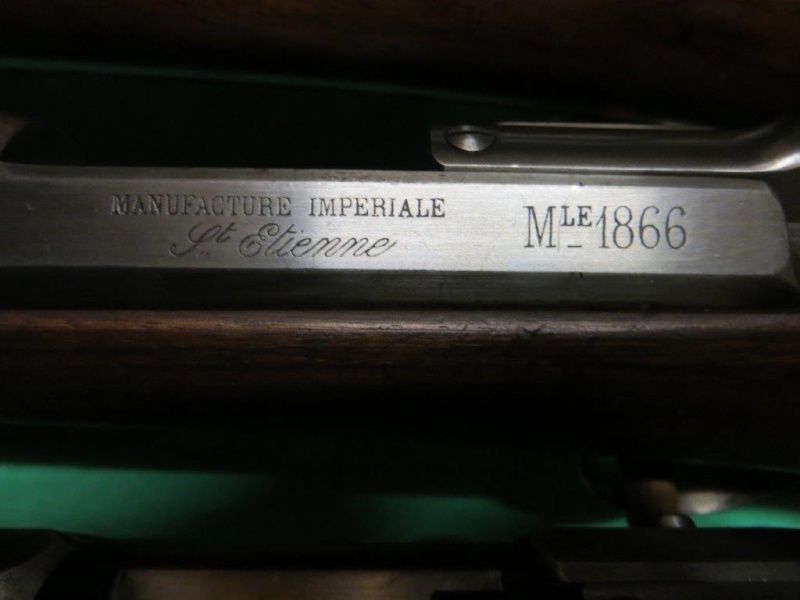 MANUFACTURE IMPERIALE
St Etienne
MLE 1866